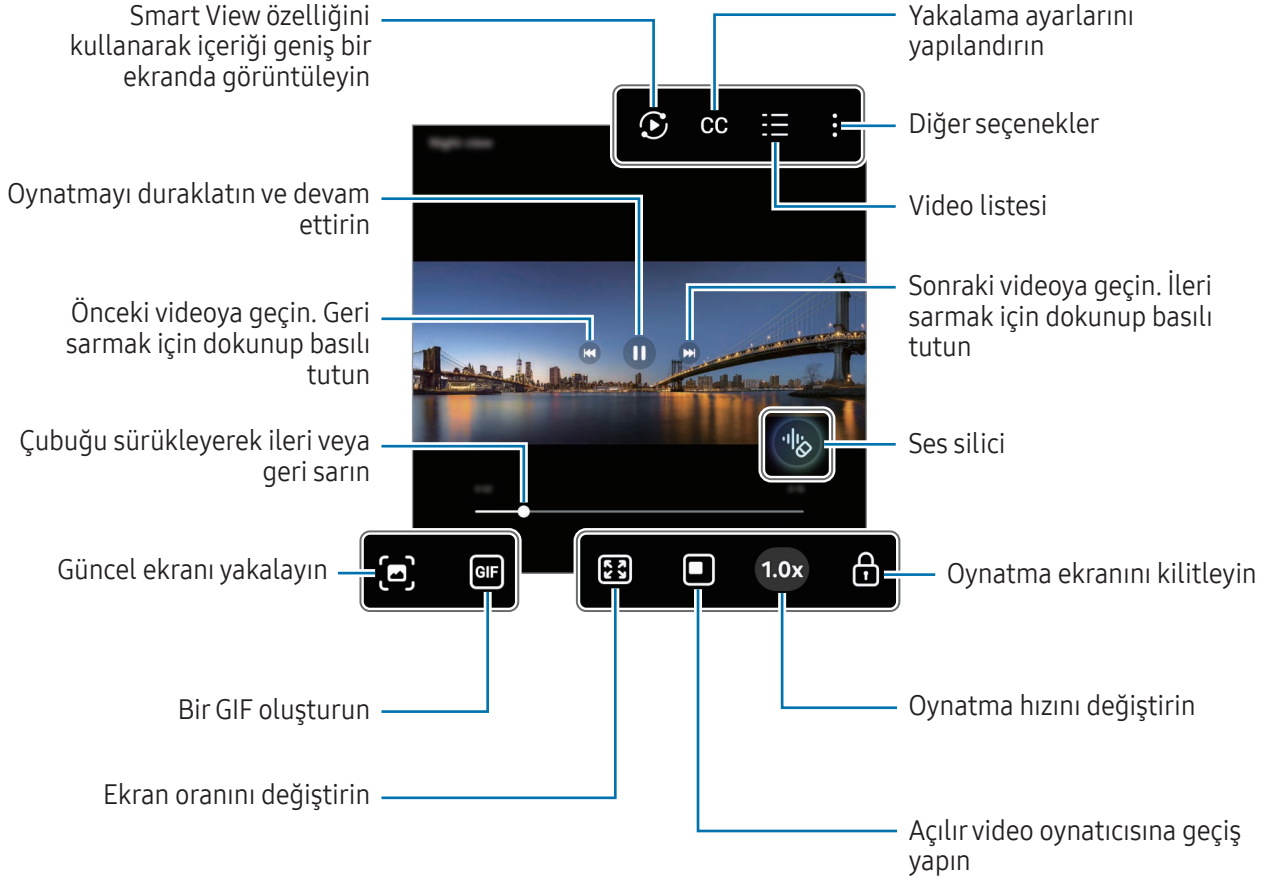 Smart View özelliğini
kullanarak içeriği geniş bir
ekranda görüntüleyin
Yakalama ayarlarını
yapılandırın
CC
Diğer seçenekler
Oynatmayı duraklatın ve devam
ettirin
Video listesi
Önceki videoya geçin. Geri
sarmak için dokunup basılı
tutun
Sonraki videoya geçin. İleri
sarmak için dokunup basılı
tutun
Çubuğu sürükleyerek ileri veya
geri sarın
Ses silici
Güncel ekranı yakalayın
GIF
1.0x
Oynatma ekranını kilitleyin
Bir GIF oluşturun
Oynatma hızını değiştirin
Ekran oranını değiştirin
Açılır video oynatıcısına geçiş
yapın